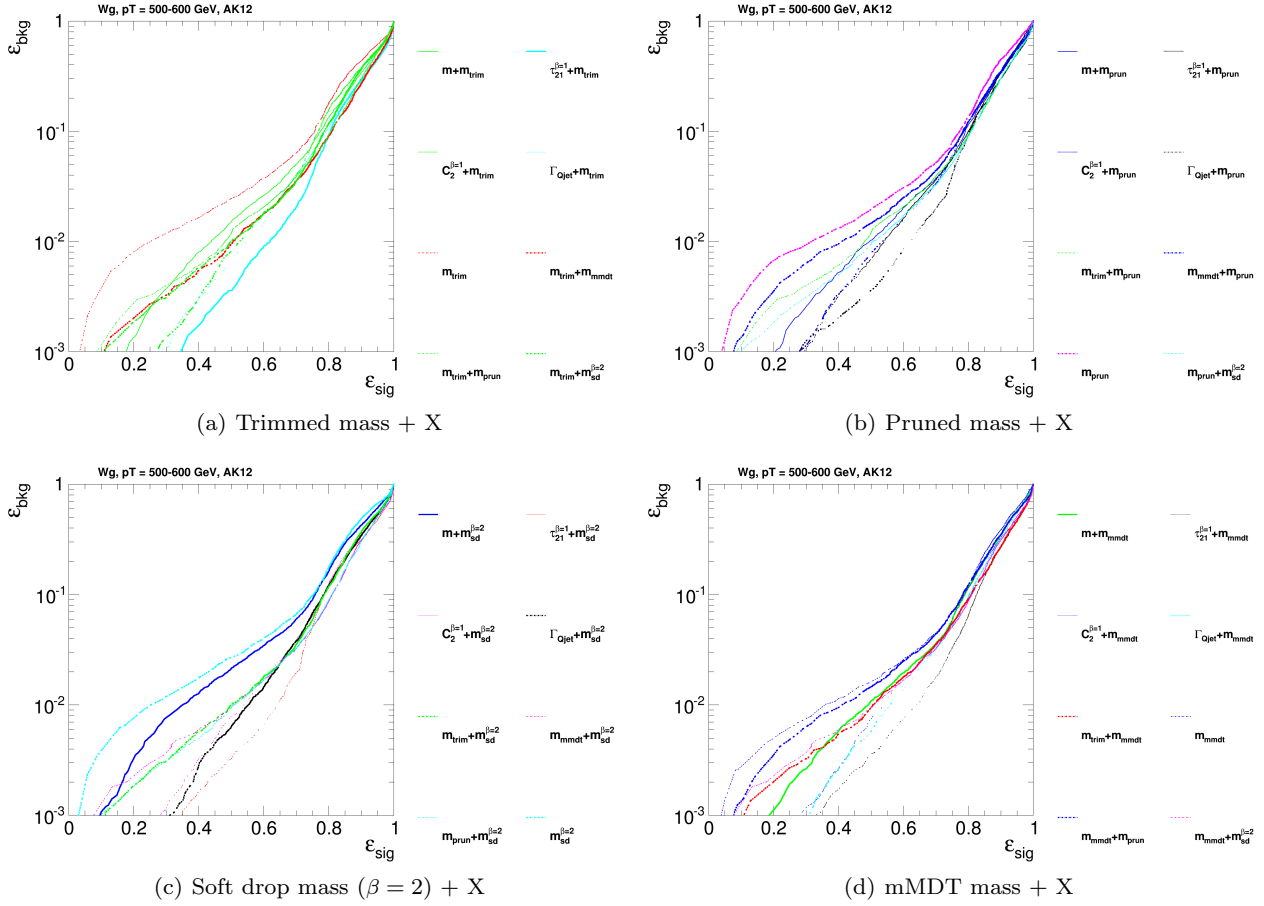 Wg, pT = 500-600 GeV, AK12
ε_bkg
1
10^-1
10^-2
10^-3
0 0.2 0.4 0.6 0.8 1
ε_sig
m+m_trim
τ_21^β=1+m_trim
C_2^β=1+m_trim
Γ_Qjet+m_trim
m_trim
m_trim+m_mmdt
m_trim+m_prun
m_trim+m_sd^β=2
(a) Trimmed mass + X
Wg, pT = 500-600 GeV, AK12
ε_bkg
1
10^-1
10^-2
10^-3
0 0.2 0.4 0.6 0.8 1
ε_sig
m+m_prun
τ_21^β=1+m_prun
C_2^β=1+m_prun
Γ_Qjet+m_prun
m_trim+m_prun
m_mmdt+m_prun
m_prun
m_prun+m_sd^β=2
(b) Pruned mass + X
Wg, pT = 500-600 GeV, AK12
ε_bkg
1
10^-1
10^-2
10^-3
0 0.2 0.4 0.6 0.8 1
ε_sig
m+m_sd^β=2
τ_21^β=1+m_sd^β=2
C_2^β=1+m_sd^β=2
Γ_Qjet+m_sd^β=2
m_trim+m_sd^β=2
m_mmdt+m_sd^β=2
m_prun+m_sd^β=2
m_sd^β=2
(c) Soft drop mass (β = 2) + X
Wg, pT = 500-600 GeV, AK12
ε_bkg
1
10^-1
10^-2
10^-3
0 0.2 0.4 0.6 0.8 1
ε_sig
m+m_mmdt
τ_21^β=1+m_mmdt
C_2^β=1+m_mmdt
Γ_Qjet+m_mmdt
m_trim+m_mmdt
m_mmdt
m_mmdt+m_prun
m_mmdt+m_sd^β=2
(d) mMDT mass + X